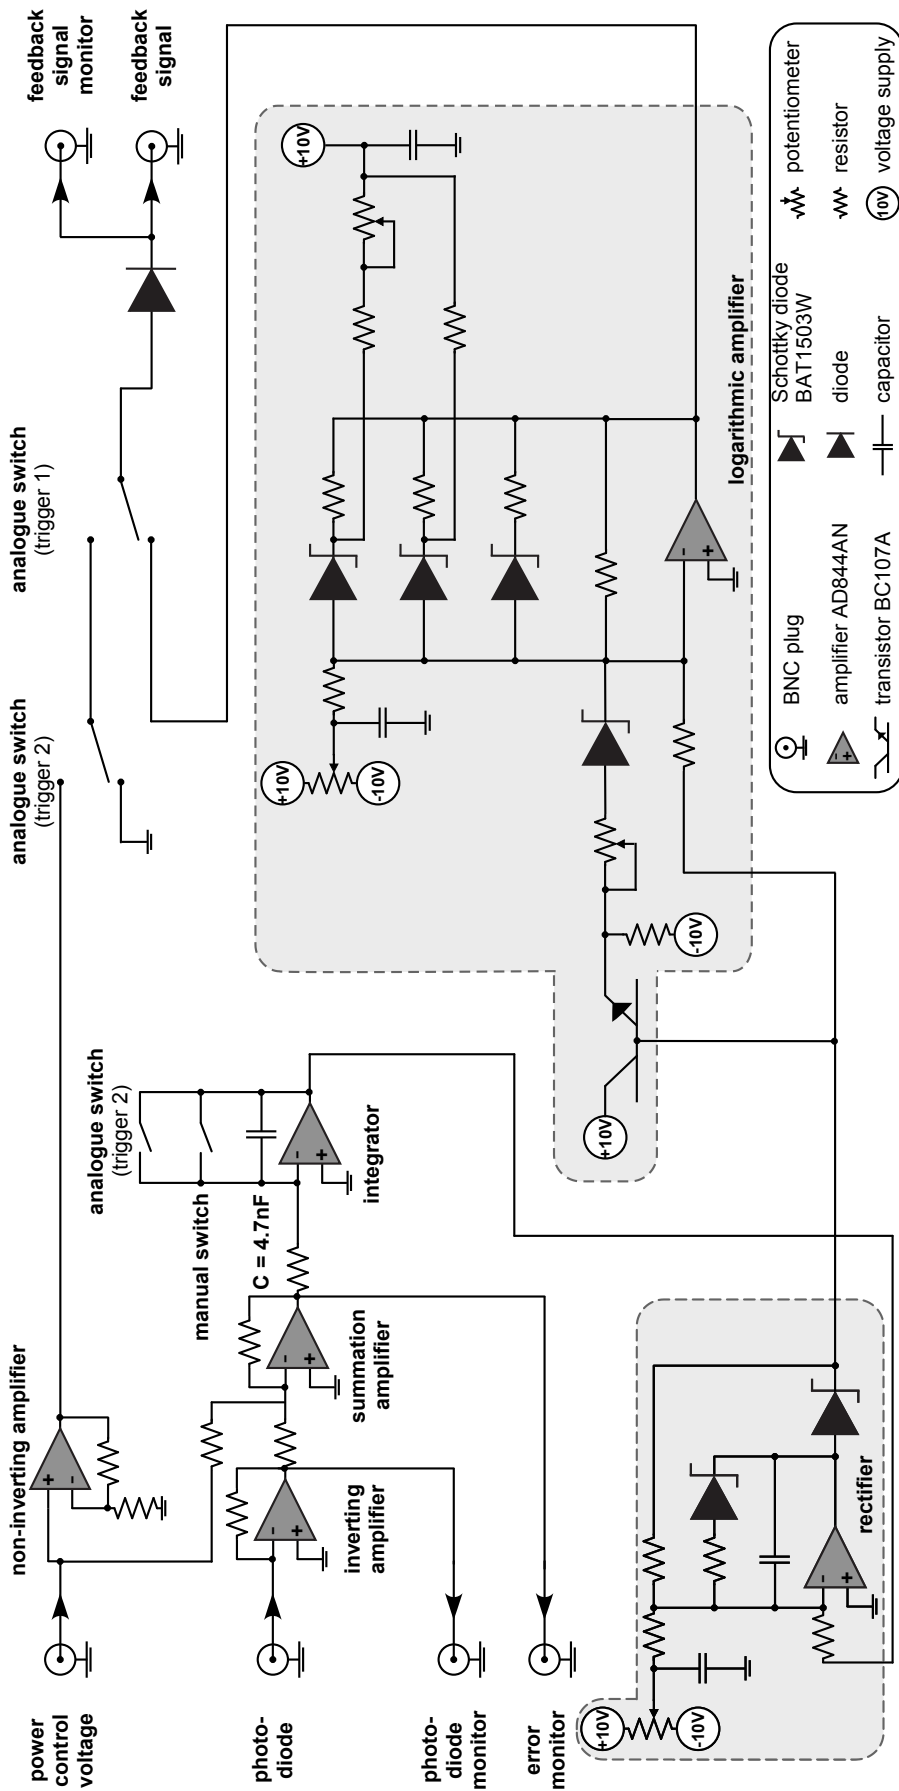 feedback
signal
monitor
feedback
signal
analogue switch
(trigger 1)
analogue switch
(trigger 2)
+10V
+10V
-10V
-10V
+10V
-
+
logarithmic amplifier
analogue switch
(trigger 2)
manual switch
C = 4.7nF
-
+
integrator
non-inverting amplifier
+
-
-
+
summation
amplifier
-
+
inverting
amplifier
power
control
voltage
photo-
diode
photo-
diode
monitor
error
monitor
+10V
-10V
-
+
rectifier
BNC plug
-
+
amplifier AD844AN
transistor BC107A
Schottky diode
BAT1503W
diode
capacitor
potentiometer
resistor
10V
voltage supply